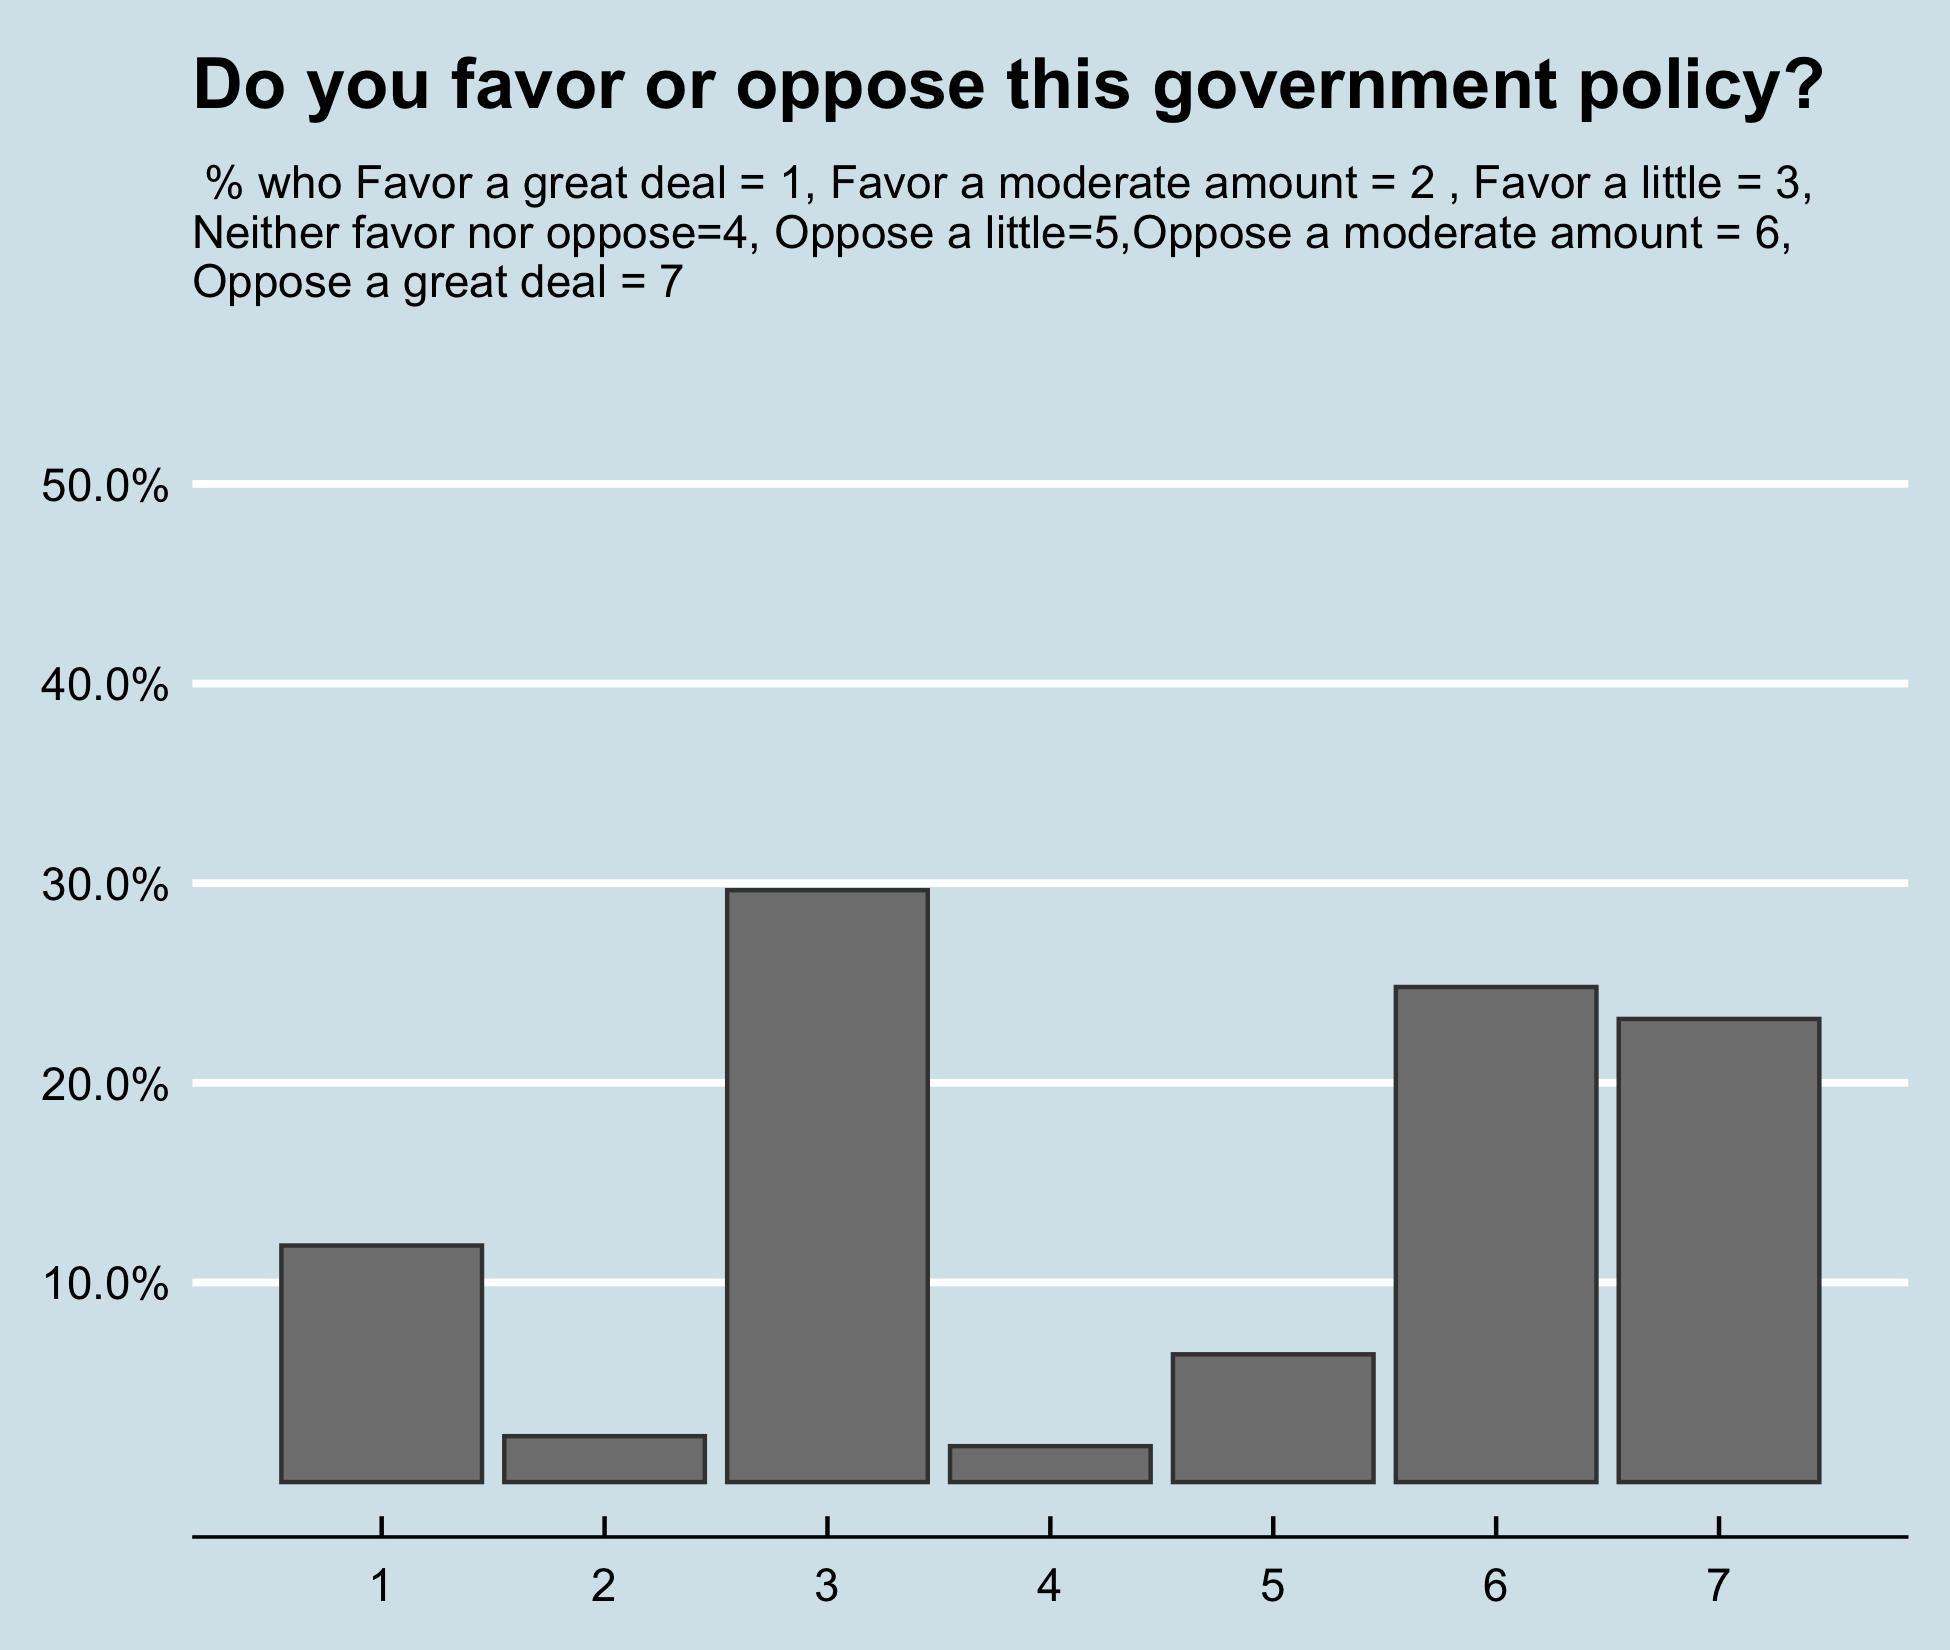 Do you favor or oppose this government policy?
% who Favor a great deal = 1, Favor a moderate amount = 2 , Favor a little = 3,
Neither favor nor oppose=4, Oppose a little=5,Oppose a moderate amount = 6,
Oppose a great deal = 7
50.0%
40.0%
30.0%
20.0%
10.0%
1 2 3 4 5 6 7